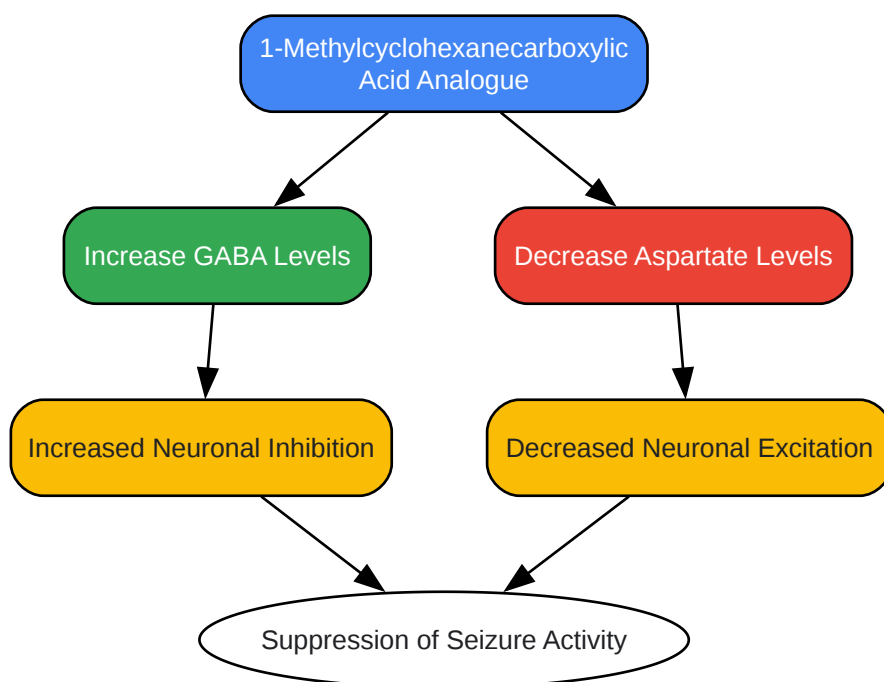 1-Methylcyclohexanecarboxylic
Acid Analogue
Increase GABA Levels
Decrease Aspartate Levels
Increased Neuronal Inhibition
Decreased Neuronal Excitation
Suppression of Seizure Activity